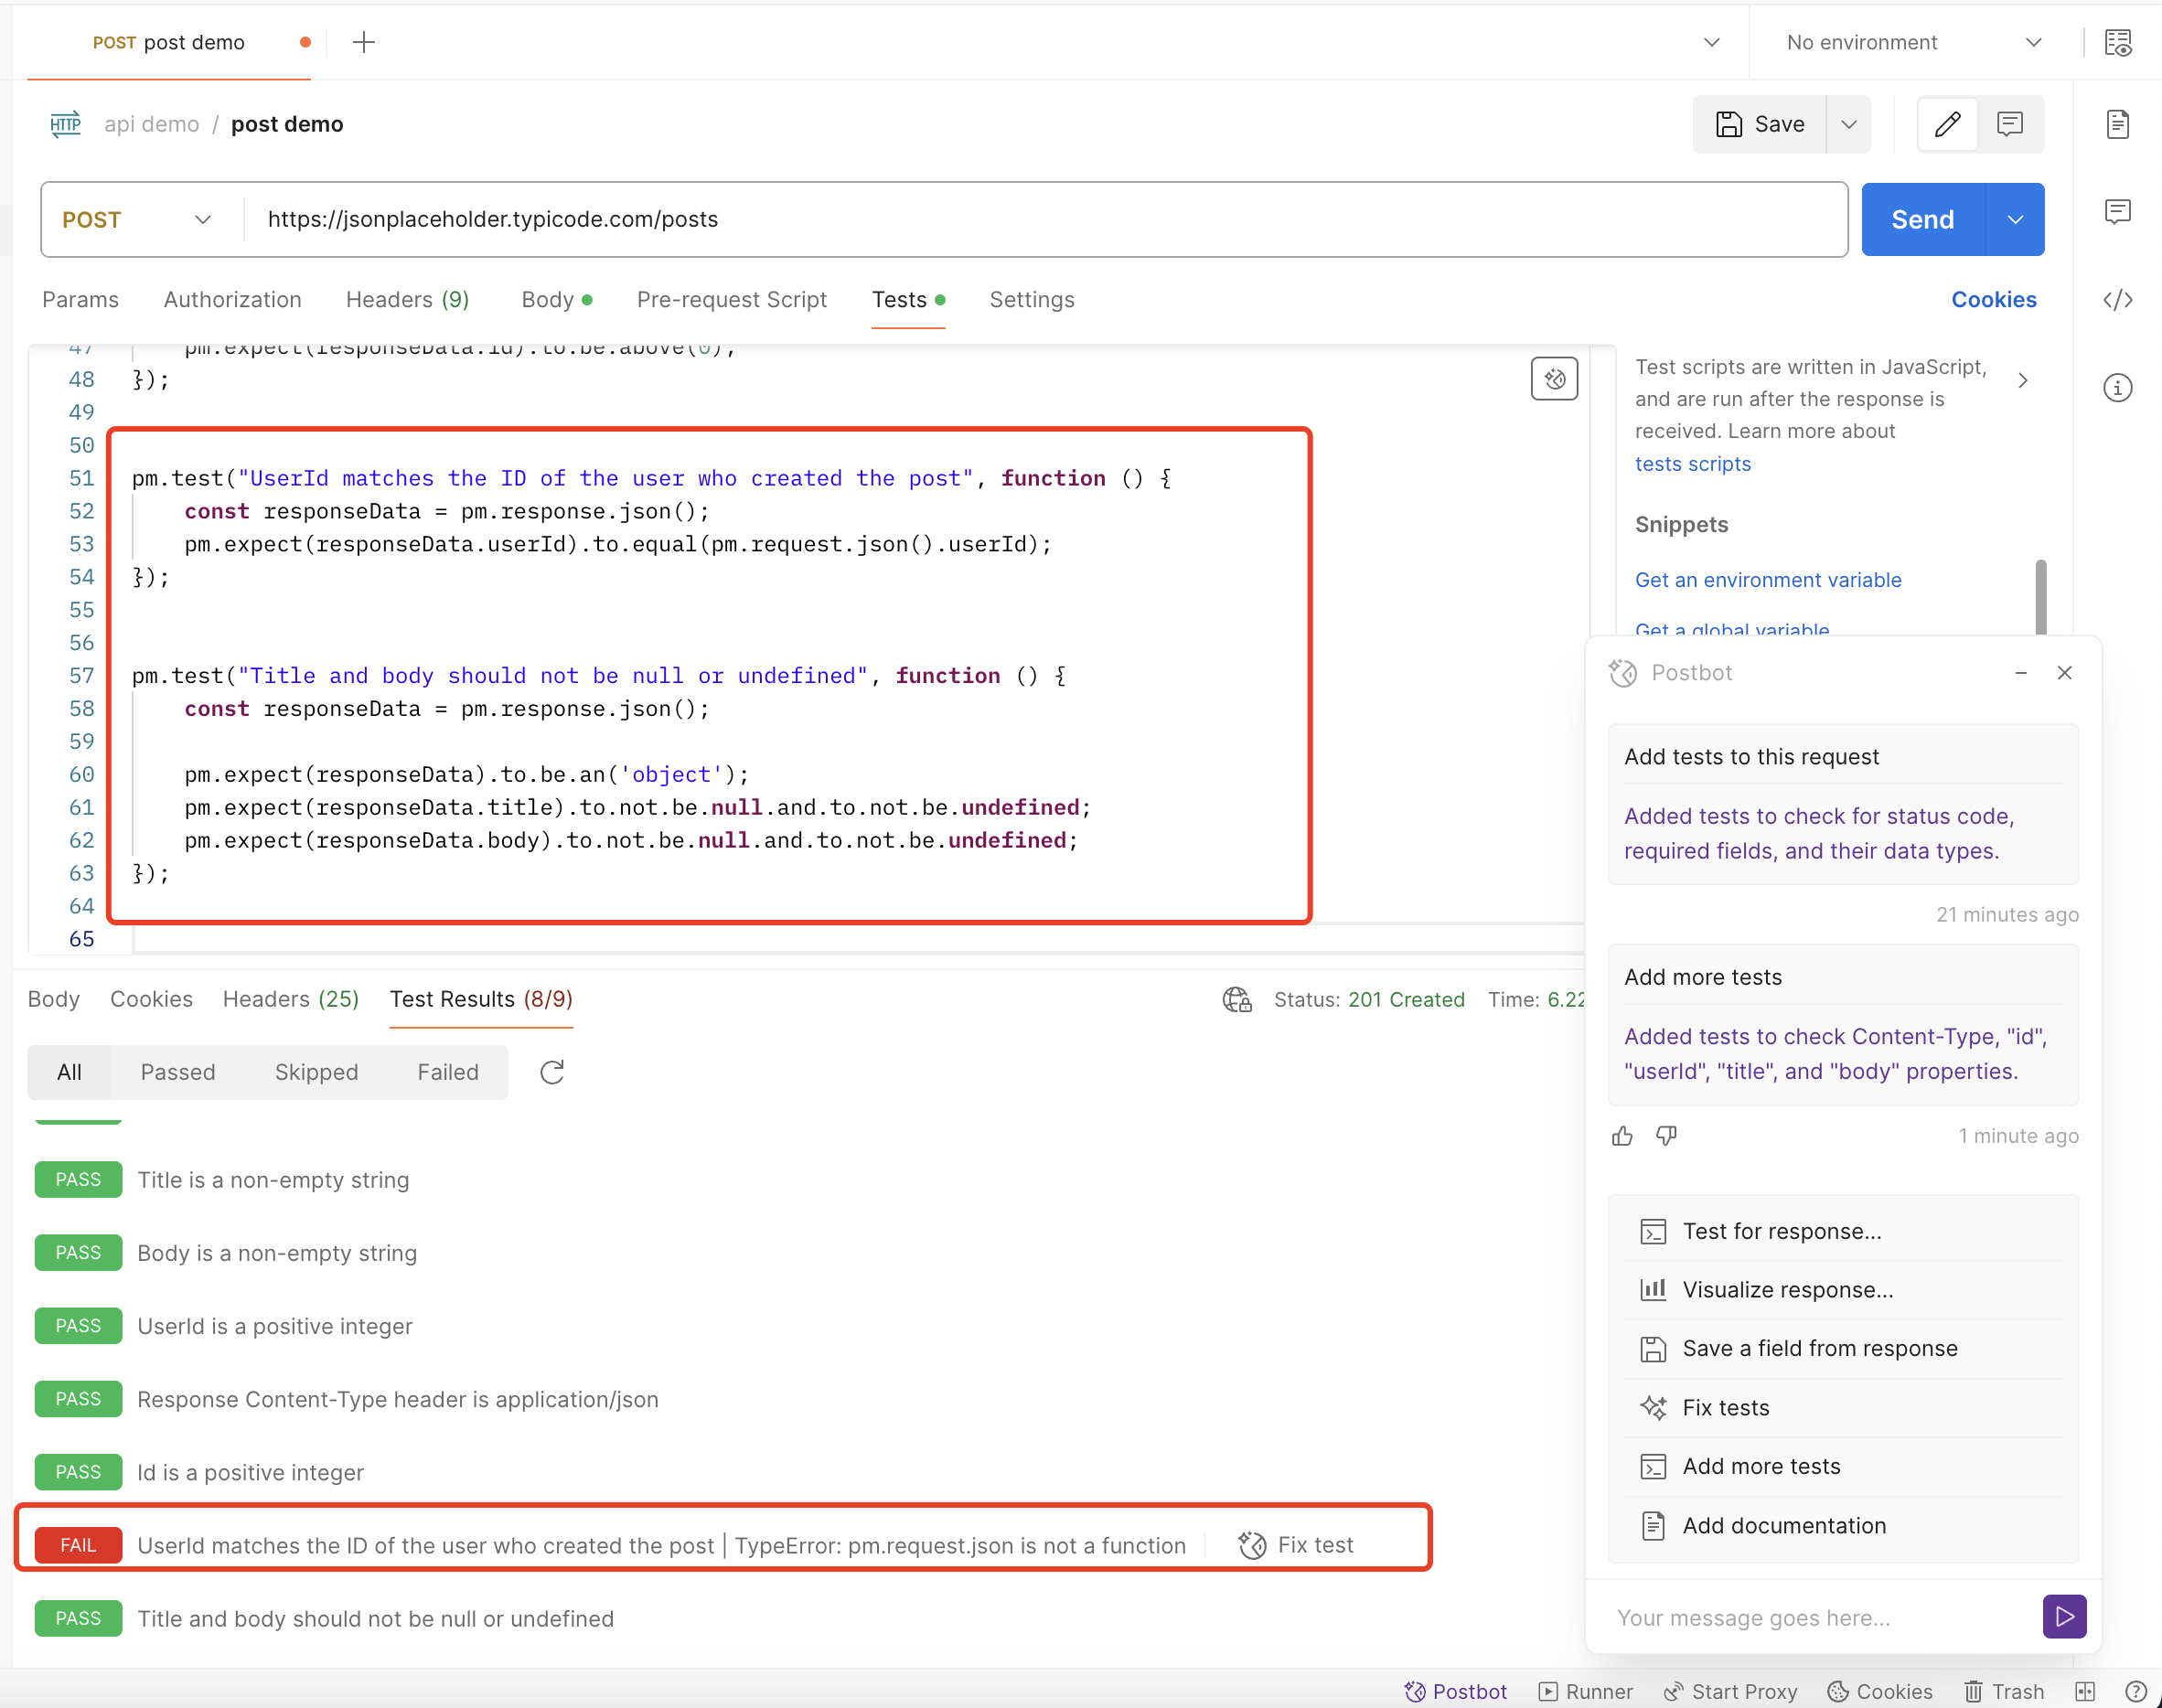 POST post demo
No environment
HTTP api demo / post demo
Save
POST https://jsonplaceholder.typicode.com/posts
Send
Params Authorization Headers (9) Body Pre-request Script Tests Settings Cookies
47 pm.expect(responseData.id).to.be.above(0);
48 });
49
50
51 pm.test("UserId matches the ID of the user who created the post", function () {
52 const responseData = pm.response.json();
53 pm.expect(responseData.userId).to.equal(pm.request.json().userId);
54 });
55
56
57 pm.test("Title and body should not be null or undefined", function () {
58 const responseData = pm.response.json();
59
60 pm.expect(responseData).to.be.an('object');
61 pm.expect(responseData.title).to.not.be.null.and.to.not.be.undefined;
62 pm.expect(responseData.body).to.not.be.null.and.to.not.be.undefined;
63 });
64
65
Test scripts are written in JavaScript,
and are run after the response is
received. Learn more about
tests scripts
Snippets
Get an environment variable
Get a global variable
Body Cookies Headers (25) Test Results (8/9)
Status: 201 Created Time: 6.22
All Passed Skipped Failed
PASS Title is a non-empty string
PASS Body is a non-empty string
PASS UserId is a positive integer
PASS Response Content-Type header is application/json
PASS Id is a positive integer
FAIL UserId matches the ID of the user who created the post | TypeError: pm.request.json is not a function Fix test
PASS Title and body should not be null or undefined
Postbot
Add tests to this request
Added tests to check for status code,
required fields, and their data types.
21 minutes ago
Add more tests
Added tests to check Content-Type, "id",
"userId", "title", and "body" properties.
1 minute ago
Test for response...
Visualize response...
Save a field from response
Fix tests
Add more tests
Add documentation
Your message goes here...
Postbot Runner Start Proxy Cookies Trash